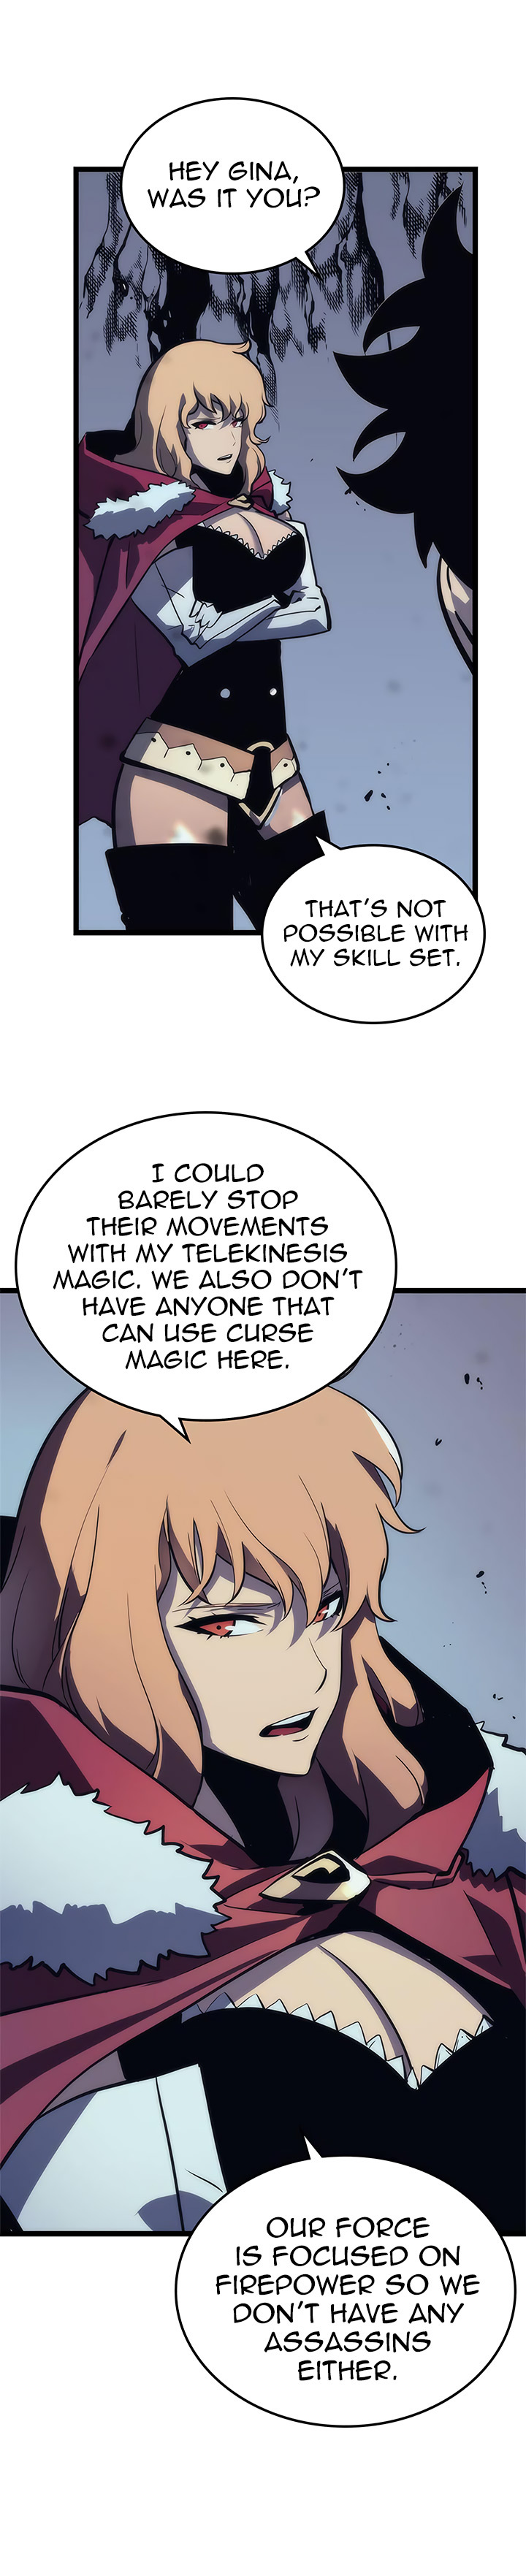 HEY GINA,
WAS IT YOU?
THAT'S NOT
POSSIBLE WITH
MY SKILL SET.
I COULD
BARELY STOP
THEIR MOVEMENTS
WITH MY TELEKINESIS
MAGIC. WE ALSO DON'T
HAVE ANYONE THAT
CAN USE CURSE
MAGIC HERE.
OUR FORCE
IS FOCUSED ON
FIREPOWER SO WE
DON'T HAVE ANY
ASSASSINS
EITHER.